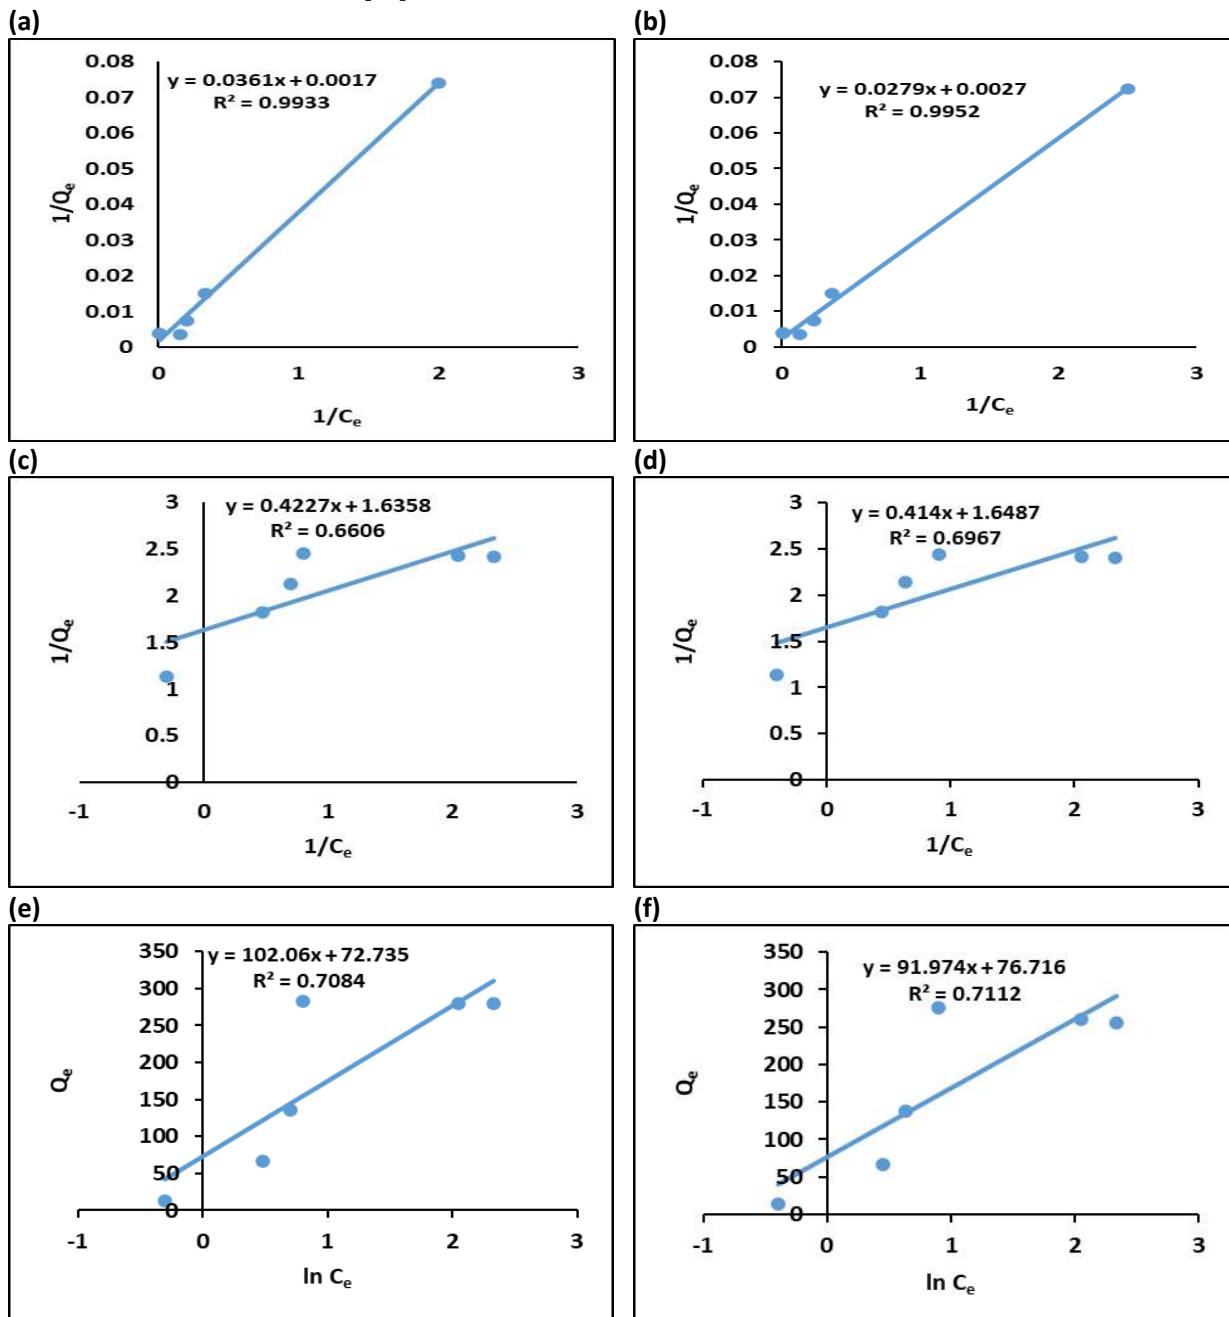 (a)
y = 0.0361x + 0.0017
R² = 0.9933
0.08
0.07
0.06
0.05
0.04
0.03
0.02
0.01
0
1/Qe
0 1 2 3
1/Ce
(b)
y = 0.0279x + 0.0027
R² = 0.9952
0.08
0.07
0.06
0.05
0.04
0.03
0.02
0.01
0
1/Qe
0 1 2 3
1/Ce
(c)
y = 0.4227x + 1.6358
R² = 0.6606
3
2.5
2
1.5
1
0.5
0
1/Qe
-1 0 1 2 3
1/Ce
(d)
y = 0.414x + 1.6487
R² = 0.6967
3
2.5
2
1.5
1
0.5
0
1/Qe
-1 0 1 2 3
1/Ce
(e)
y = 102.06x + 72.735
R² = 0.7084
350
300
250
200
150
100
50
0
Qe
-1 0 1 2 3
ln Ce
(f)
y = 91.974x + 76.716
R² = 0.7112
350
300
250
200
150
100
50
0
Qe
-1 0 1 2 3
ln Ce